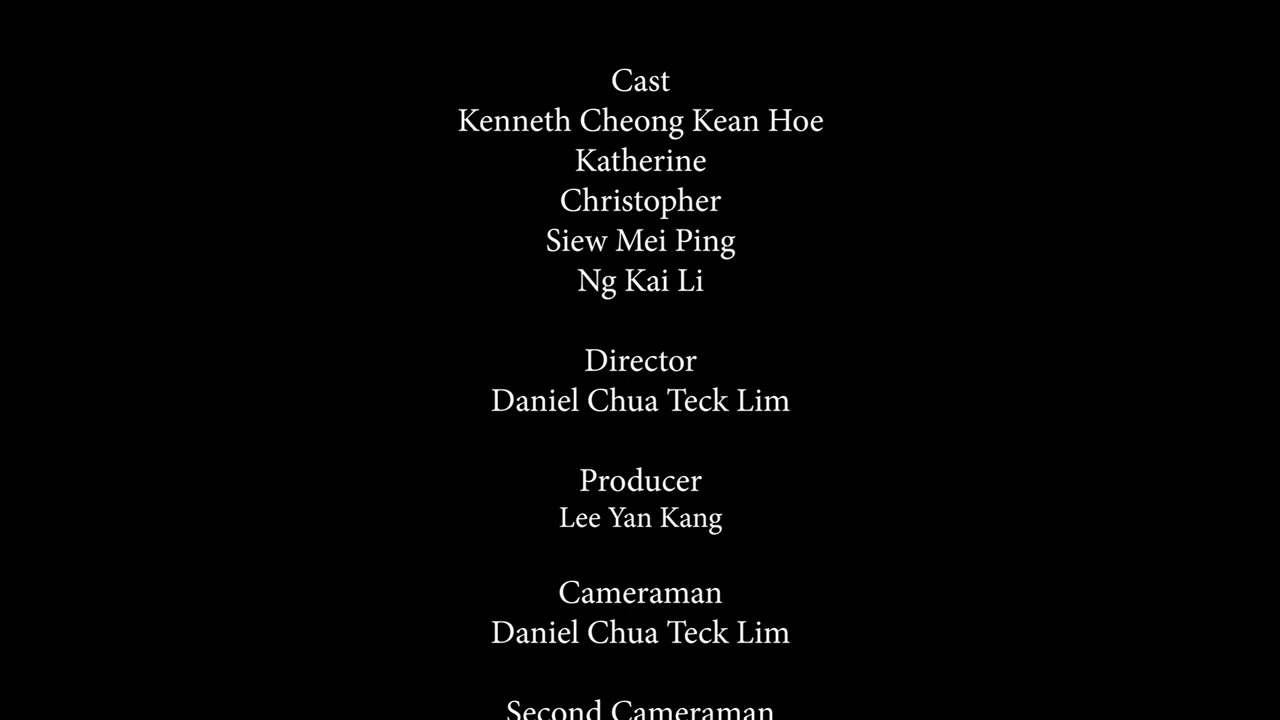 Cast
Kenneth Cheong Kean Hoe
Katherine
Christopher
Siew Mei Ping
Ng Kai Li
Director
Daniel Chua Teck Lim
Producer
Lee Yan Kang
Cameraman
Daniel Chua Teck Lim
Second Cameraman